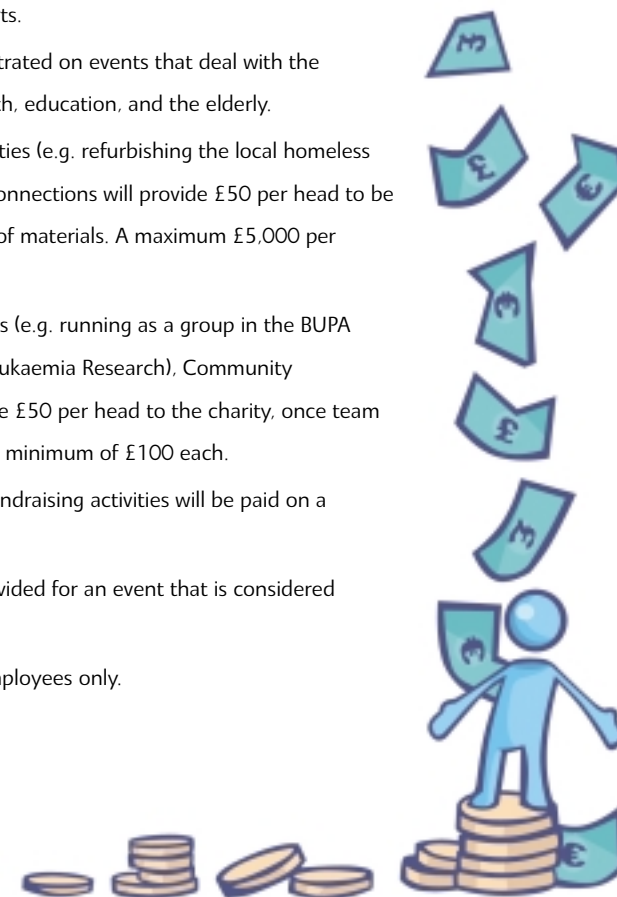 ts.
trated on events that deal with the
th, education, and the elderly.
ties (e.g. refurbishing the local homeless
onnections will provide £50 per head to be
of materials. A maximum £5,000 per
s (e.g. running as a group in the BUPA
ukaemia Research), Community
e £50 per head to the charity, once team
minimum of £100 each.
ndraising activities will be paid on a
vided for an event that is considered
ployees only.
£
£
€
€
£
£
€
€